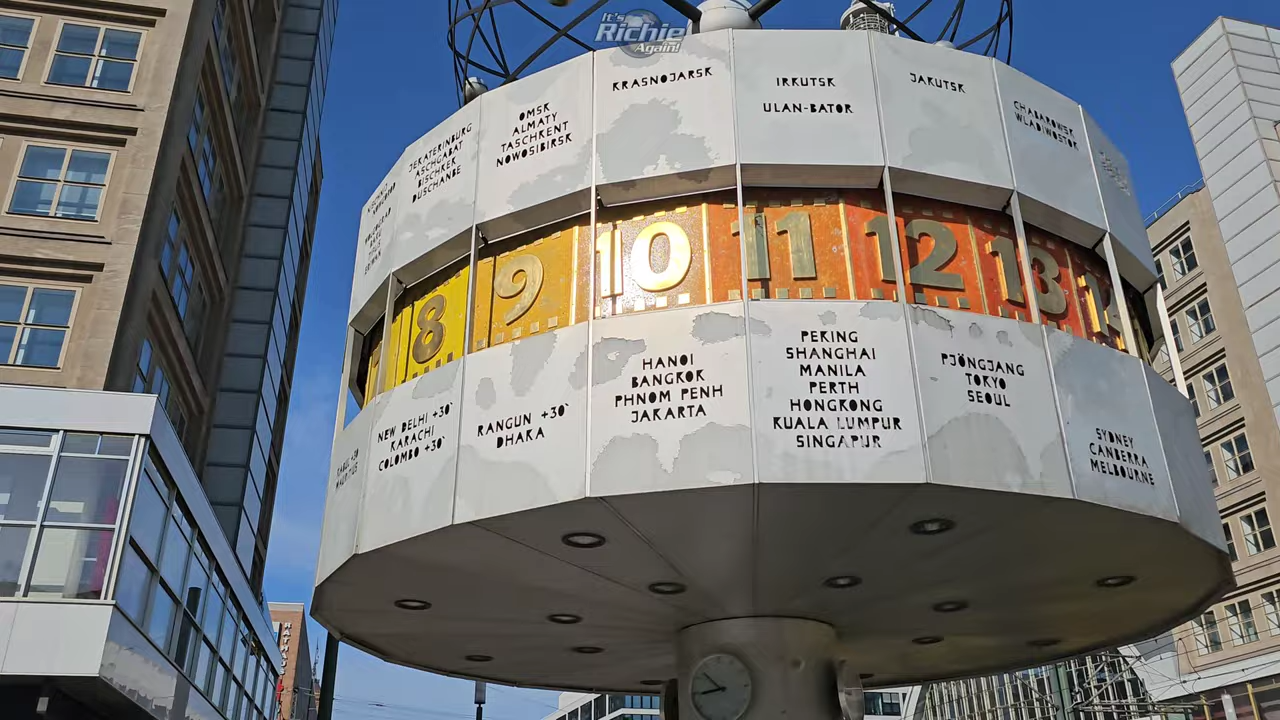 It's
Richie
Again!
KRASNOJARSK
IRKUTSK
ULAN-BATOR
JAKUTSK
CHABAROWSK
WLADIWOSTOK
OMSK
ALMATY
TASCHKENT
NOWOSIBIRSK
JEKATERINBURG
ASCHGABAT
BISCHKEK
DUSCHANBE
8
9
10
11
12
13
NEW DELHI +30`
KARACHI
COLOMBO +30`
RANGUN +30`
DHAKA
HANOI
BANGKOK
PHNOM PENH
JAKARTA
PEKING
SHANGHAI
MANILA
PERTH
HONGKONG
KUALA LUMPUR
SINGAPUR
PJÖNGJANG
TOKYO
SEOUL
SYDNEY
CANBERRA
MELBOURNE